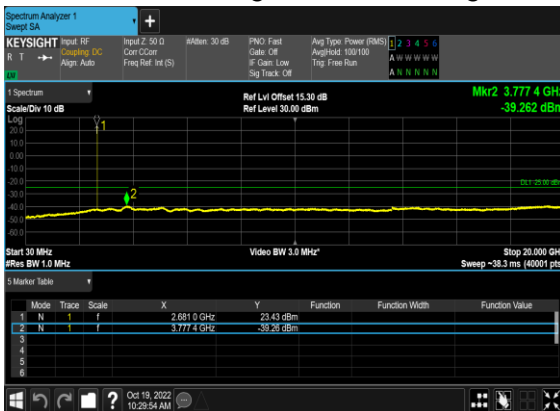 Spectrum Analyzer 1
Swept SA
KEYSIGHT Input: RF Input Z: 50 Ω #Atten: 30 dB PNO: Fast Avg Type: Power (RMS) 1 2 3 4 5 6
R T Coupling: DC Corr CCorr Gate: Off Avg|Hold: 100/100 A W W W W W
Align: Auto Freq Ref: Int (S) IF Gain: Low Trig: Free Run
LV Sig Track: Off A N N N N N
1 Spectrum Ref Lvl Offset 15.30 dB Mkr2 3.777 4 GHz
Scale/Div 10 dB Ref Level 30.00 dBm -39.262 dBm
Log
20.0
1
10.0
0.00
-10.0
-20.0
DL1 -25.00 dBm
-30.0
2
-40.0
-50.0
-60.0
Start 30 MHz Video BW 3.0 MHz* Stop 20.000 GHz
#Res BW 1.0 MHz Sweep ~38.3 ms (40001 pts)
5 Marker Table
Mode Trace Scale X Y Function Function Width Function Value
1 N 1 f 2.681 0 GHz 23.43 dBm
2 N 1 f 3.777 4 GHz -39.26 dBm
3
4
5
6
? Oct 19, 2022
10:29:54 AM